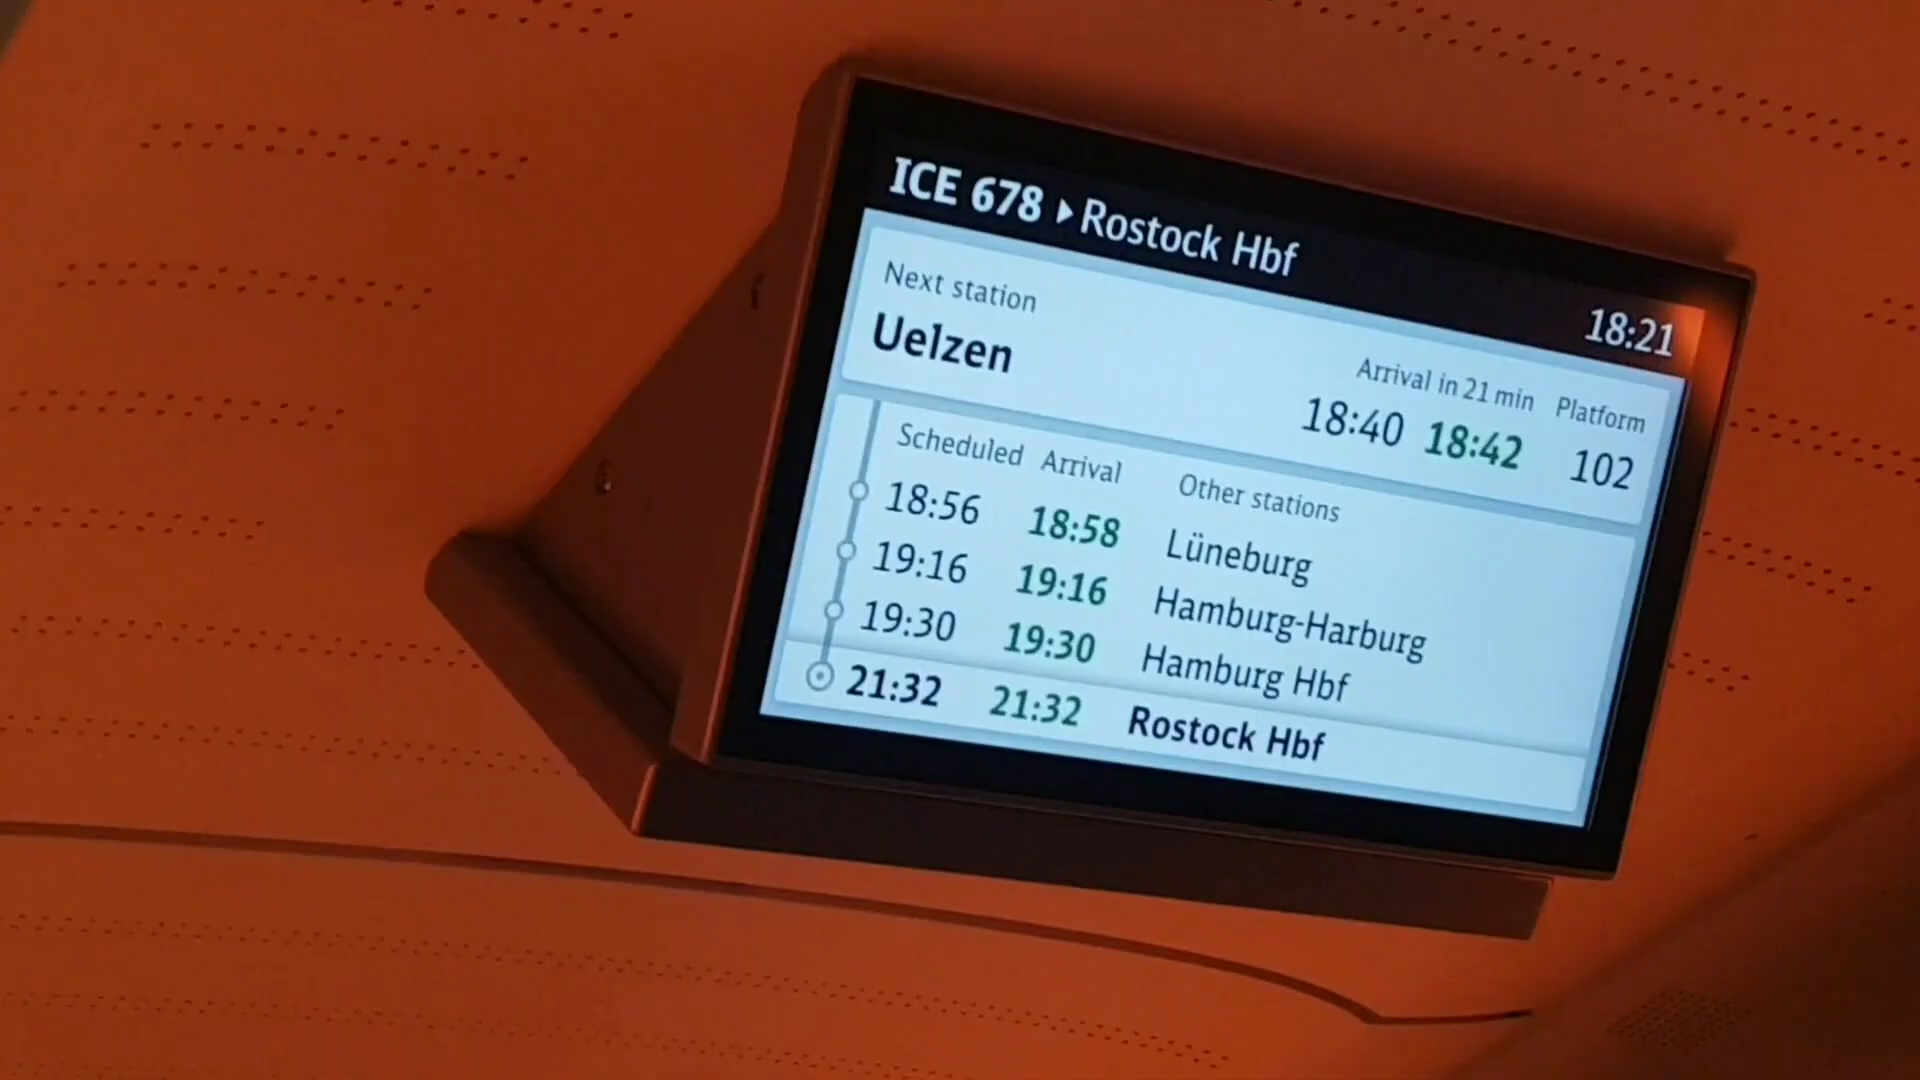 ICE 678 ▸ Rostock Hbf
18:21
Next station
Uelzen
Arrival in 21 min Platform
18:40 18:42 102
Scheduled Arrival Other stations
18:56 18:58 Lüneburg
19:16 19:16 Hamburg-Harburg
19:30 19:30 Hamburg Hbf
21:32 21:32 Rostock Hbf